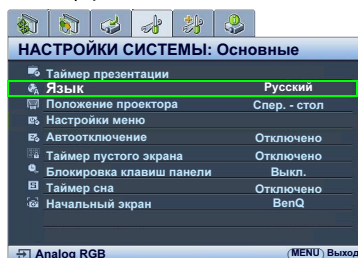 НАСТРОЙКИ СИСТЕМЫ: Основные
Таймер презентации
Язык Русский
Положение проектора Спер. - стол
Настройки меню
Автоотключение Отключено
Таймер пустого экрана Отключено
Блокировка клавиш панели Выкл.
Таймер сна Отключено
Начальный экран BenQ
Analog RGB MENU Выход